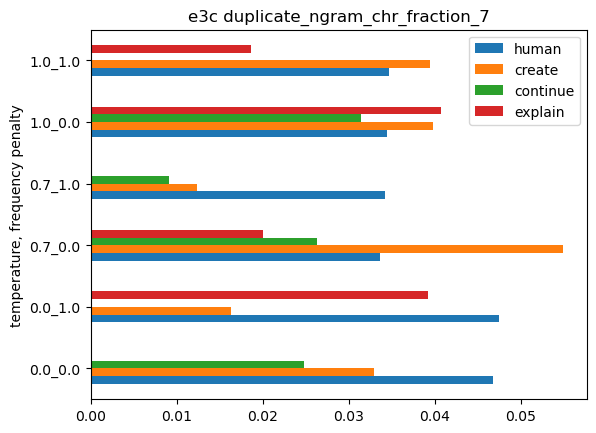 e3c duplicate_ngram_chr_fraction_7
human
create
continue
explain
temperature, frequency penalty
1.0_1.0
1.0_0.0
0.7_1.0
0.7_0.0
0.0_1.0
0.0_0.0
0.00 0.01 0.02 0.03 0.04 0.05